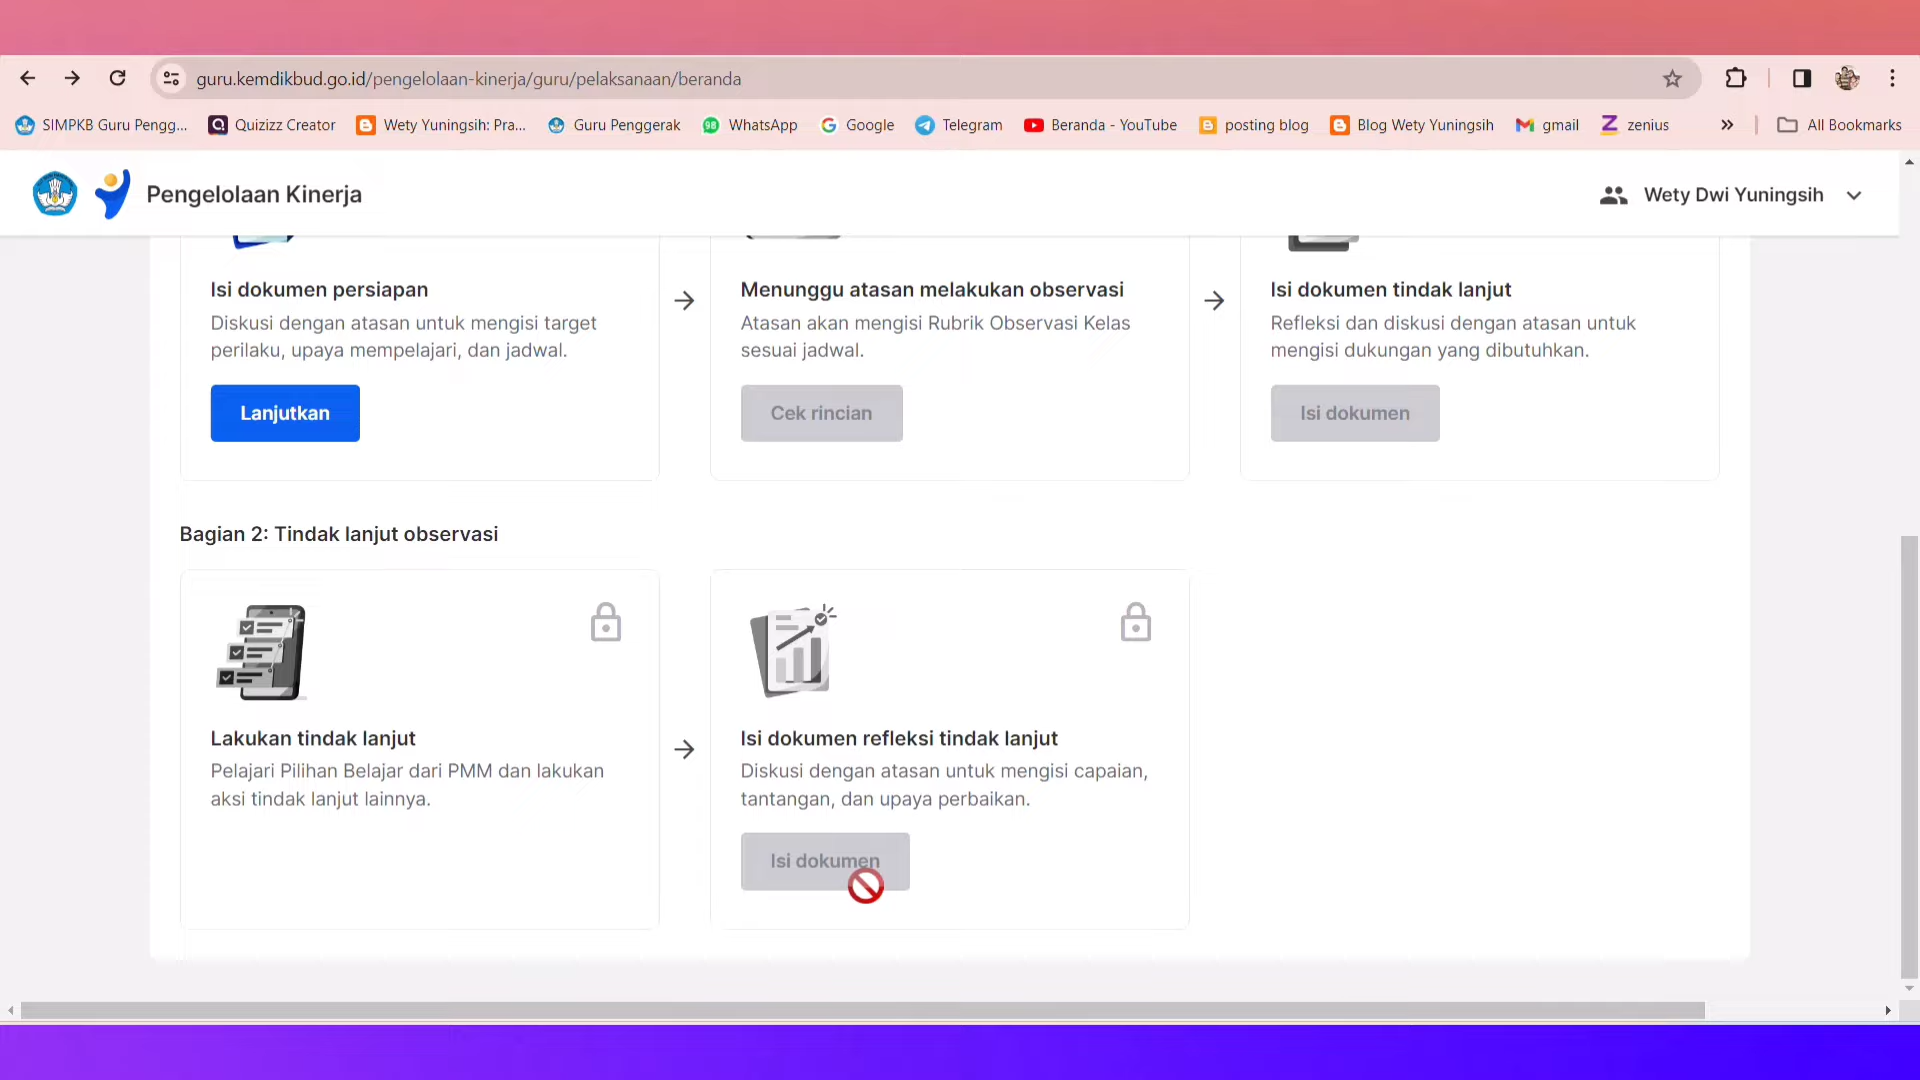 guru.kemdikbud.go.id/pengelolaan-kinerja/guru/pelaksanaan/beranda
SIMPKB Guru Pengg... Quizizz Creator Wety Yuningsih: Pra... Guru Penggerak 98 WhatsApp Google Telegram Beranda - YouTube posting blog Blog Wety Yuningsih gmail zenius » All Bookmarks
Pengelolaan Kinerja
Wety Dwi Yuningsih
Isi dokumen persiapan
Diskusi dengan atasan untuk mengisi target
perilaku, upaya mempelajari, dan jadwal.
Lanjutkan
Menunggu atasan melakukan observasi
Atasan akan mengisi Rubrik Observasi Kelas
sesuai jadwal.
Cek rincian
Isi dokumen tindak lanjut
Refleksi dan diskusi dengan atasan untuk
mengisi dukungan yang dibutuhkan.
Isi dokumen
Bagian 2: Tindak lanjut observasi
Lakukan tindak lanjut
Pelajari Pilihan Belajar dari PMM dan lakukan
aksi tindak lanjut lainnya.
Isi dokumen refleksi tindak lanjut
Diskusi dengan atasan untuk mengisi capaian,
tantangan, dan upaya perbaikan.
Isi dokumen